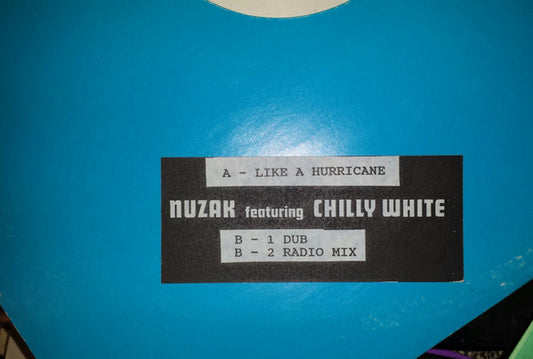 A - LIKE A HURRICANE
NUZAK featuring CHILLY WHITE
B - 1 DUB
B - 2 RADIO MIX